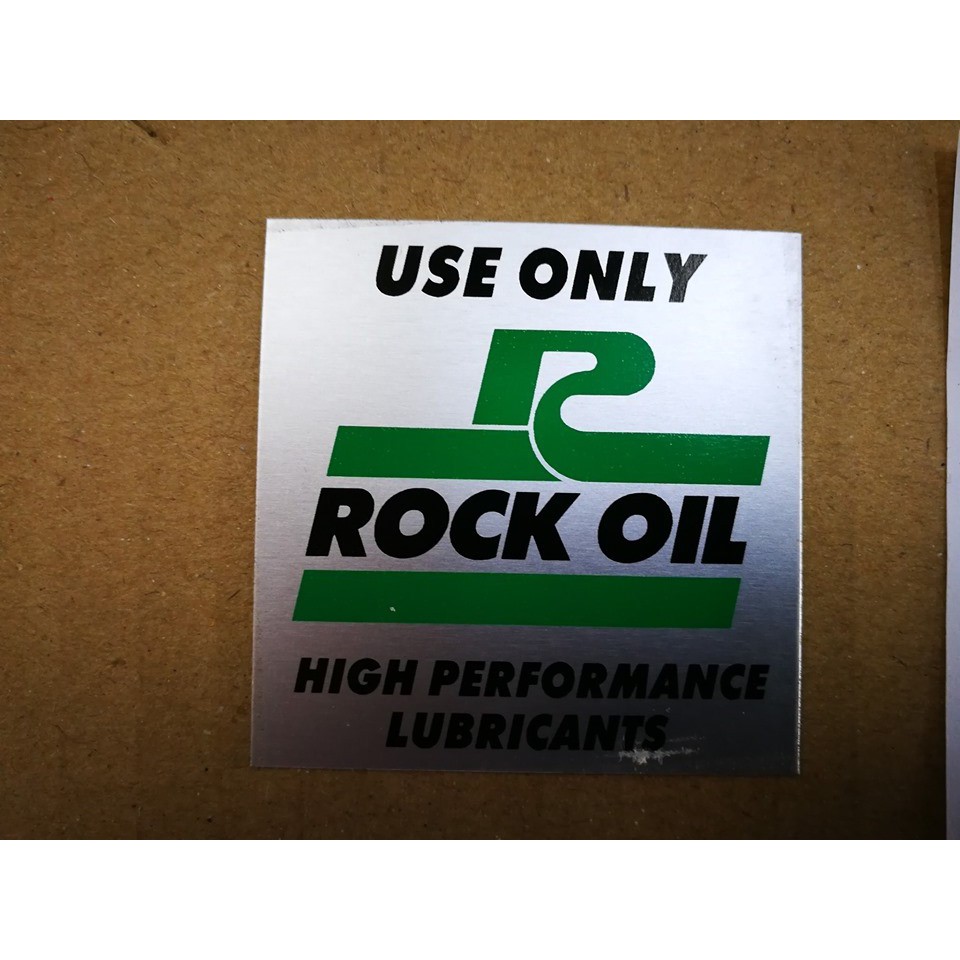 USE ONLY
ROCK OIL
HIGH PERFORMANCE
LUBRICANTS